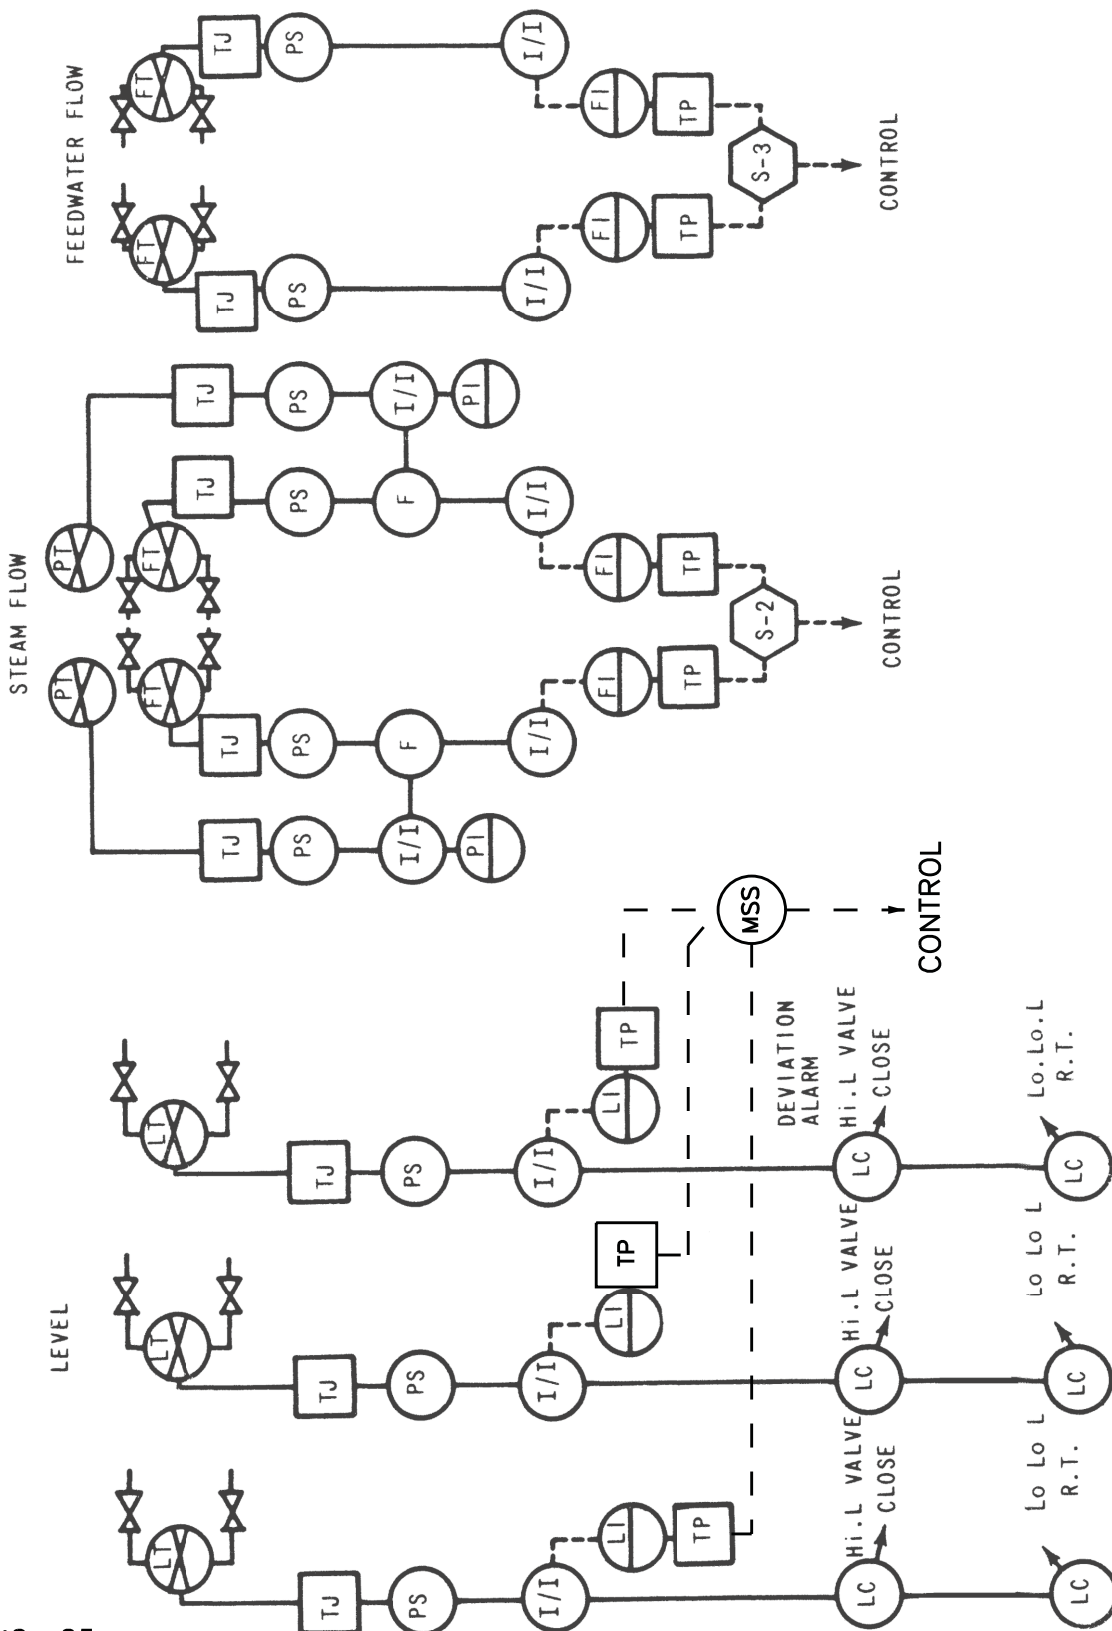 LEVEL
LT
TJ
PS
I/I
LI
TP
Hi.L VALVE
CLOSE
LC
Lo Lo L
R.T.
LC
LT
TJ
PS
I/I
LI
TP
Hi.L VALVE
CLOSE
LC
Lo Lo L
R.T.
LC
LT
TJ
PS
I/I
LI
TP
DEVIATION
ALARM
Hi.L VALVE
CLOSE
LC
Lo.Lo.L
R.T.
LC
MSS
CONTROL
STEAM FLOW
PT
PT
FT
FT
TJ
TJ
TJ
TJ
PS
PS
PS
PS
I/I
F
F
I/I
PI
PI
I/I
I/I
FI
FI
TP
TP
S-2
CONTROL
FEEDWATER FLOW
FT
FT
TJ
TJ
PS
PS
I/I
I/I
FI
FI
TP
TP
S-3
CONTROL